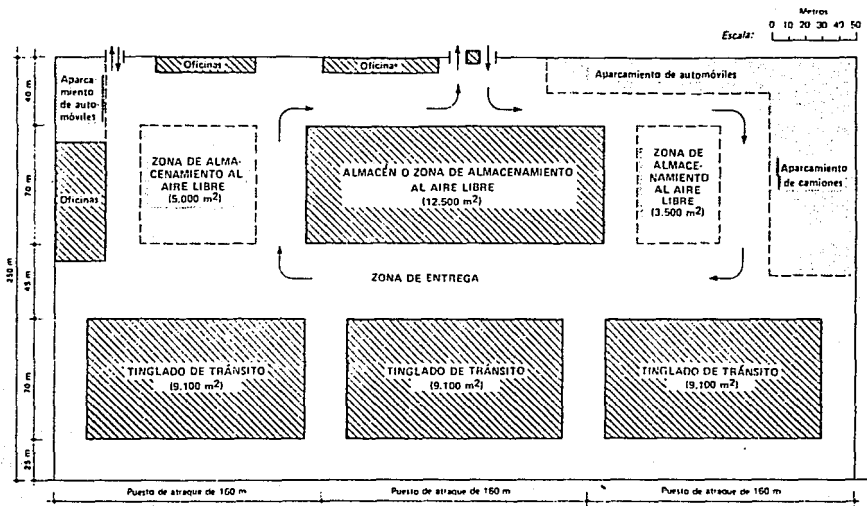 Metros
Escala: 0 10 20 30 40 50
Oficinas
Oficinas
Aparca-
miento
de auto-
móviles
Aparcamiento de automóviles
40 m
ZONA DE ALMA-
CENAMIENTO AL
AIRE LIBRE
(5.000 m²)
ALMACÉN O ZONA DE ALMACENAMIENTO
AL AIRE LIBRE
(12.500 m²)
ZONA DE
ALMACE-
NAMIENTO
AL AIRE
LIBRE
(3.500 m²)
Aparcamiento
de camiones
Oficinas
70 m
250 m
45 m
ZONA DE ENTREGA
TINGLADO DE TRÁNSITO
(9.100 m²)
TINGLADO DE TRÁNSITO
(9.100 m²)
TINGLADO DE TRÁNSITO
(9.100 m²)
70 m
25 m
Puesto de atraque de 160 m
Puesto de atraque de 160 m
Puesto de atraque de 160 m